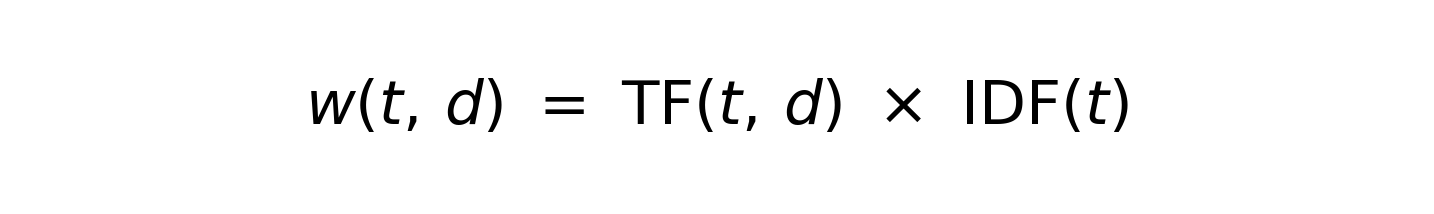 w(t, d) = TF(t, d) × IDF(t)